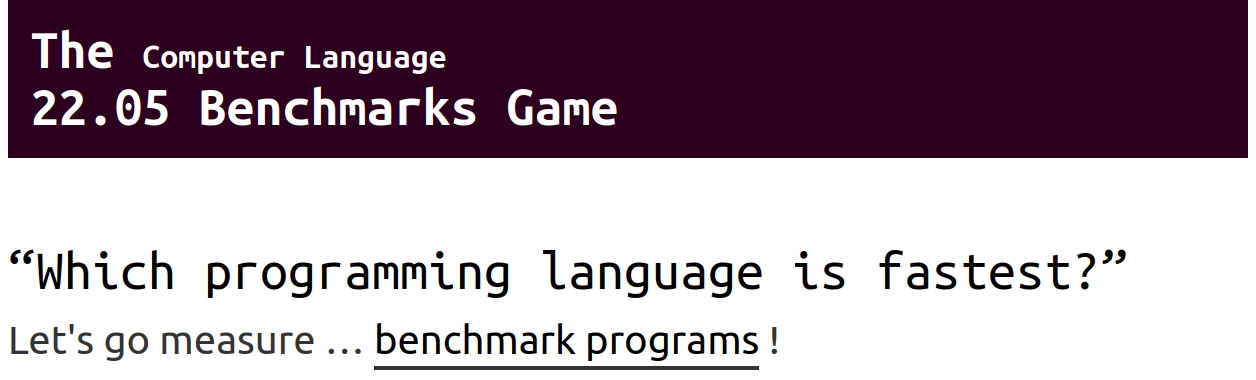 The Computer Language
22.05 Benchmarks Game
“Which programming language is fastest?”
Let's go measure … benchmark programs !